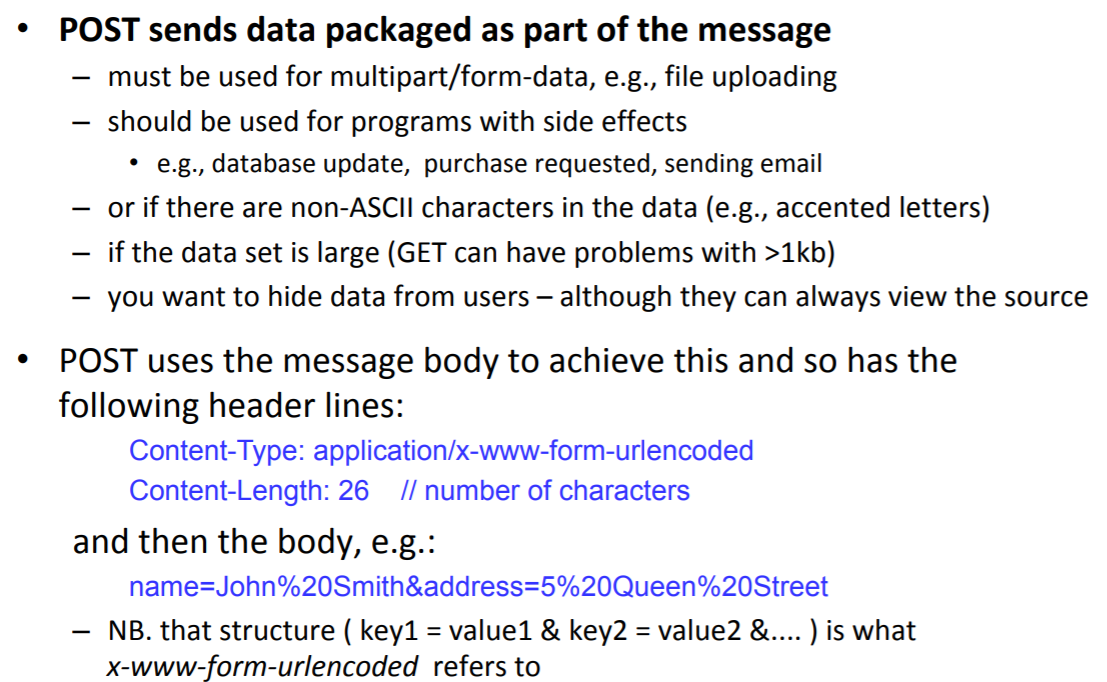 • POST sends data packaged as part of the message
– must be used for multipart/form-data, e.g., file uploading
– should be used for programs with side effects
• e.g., database update,  purchase requested, sending email
– or if there are non-ASCII characters in the data (e.g., accented letters)
– if the data set is large (GET can have problems with >1kb)
– you want to hide data from users – although they can always view the source
• POST uses the message body to achieve this and so has the
following header lines:
Content-Type: application/x-www-form-urlencoded
Content-Length: 26    // number of characters
and then the body, e.g.:
name=John%20Smith&address=5%20Queen%20Street
– NB. that structure ( key1 = value1 & key2 = value2 &.... ) is what
x-www-form-urlencoded  refers to